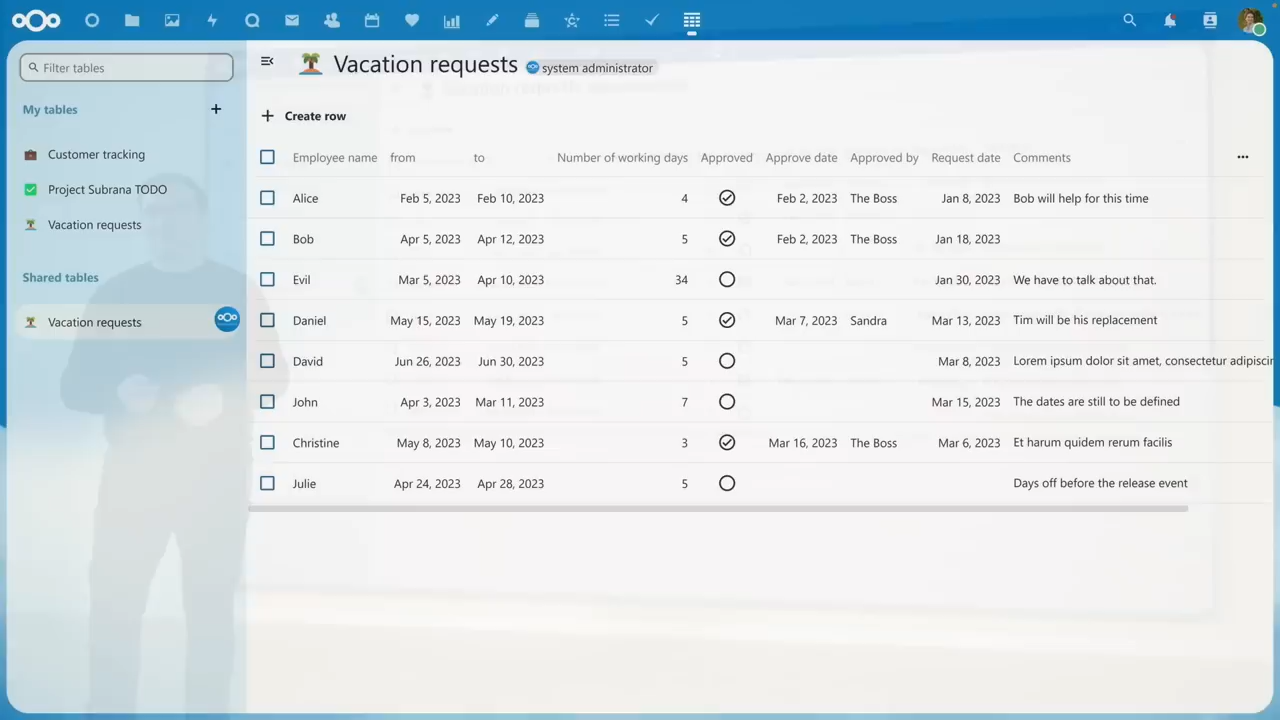 Filter tables
Vacation requests system administrator
My tables
Create row
Employee name from to Number of working days Approved Approve date Approved by Request date Comments
Customer tracking
Project Subrana TODO
Vacation requests
Shared tables
Vacation requests
Alice Feb 5, 2023 Feb 10, 2023 4 Feb 2, 2023 The Boss Jan 8, 2023 Bob will help for this time
Bob Apr 5, 2023 Apr 12, 2023 5 Feb 2, 2023 The Boss Jan 18, 2023
Evil Mar 5, 2023 Apr 10, 2023 34 Jan 30, 2023 We have to talk about that.
Daniel May 15, 2023 May 19, 2023 5 Mar 7, 2023 Sandra Mar 13, 2023 Tim will be his replacement
David Jun 26, 2023 Jun 30, 2023 5 Mar 8, 2023 Lorem ipsum dolor sit amet, consectetur
John Apr 3, 2023 Mar 11, 2023 7 Mar 15, 2023 The dates are still to be defined
Christine May 8, 2023 May 10, 2023 3 Mar 16, 2023 The Boss Mar 6, 2023 Et harum quidem rerum facilis
Julie Apr 24, 2023 Apr 28, 2023 5 Days off before the release event